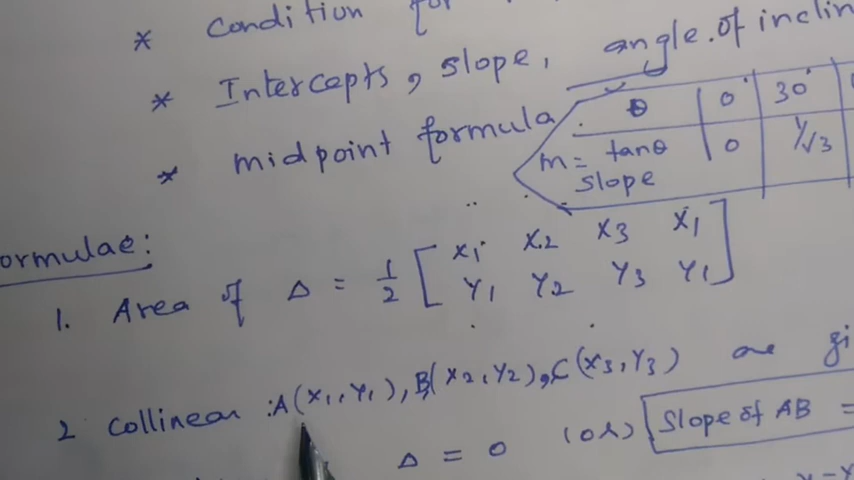 * Condition for
* Intercepts, slope, angle.of inclin
* midpoint formula
θ 0° 30°
m= tanθ 0 1/√3
slope
ormulae:
1. Area of Δ = 1/2 [ x1 x2 x3 x1
y1 y2 y3 y1 ]
2 Collinear :A(x1,y1), B(x2,y2), C(x3,y3) are gi
Δ = 0 (or) Slope of AB =